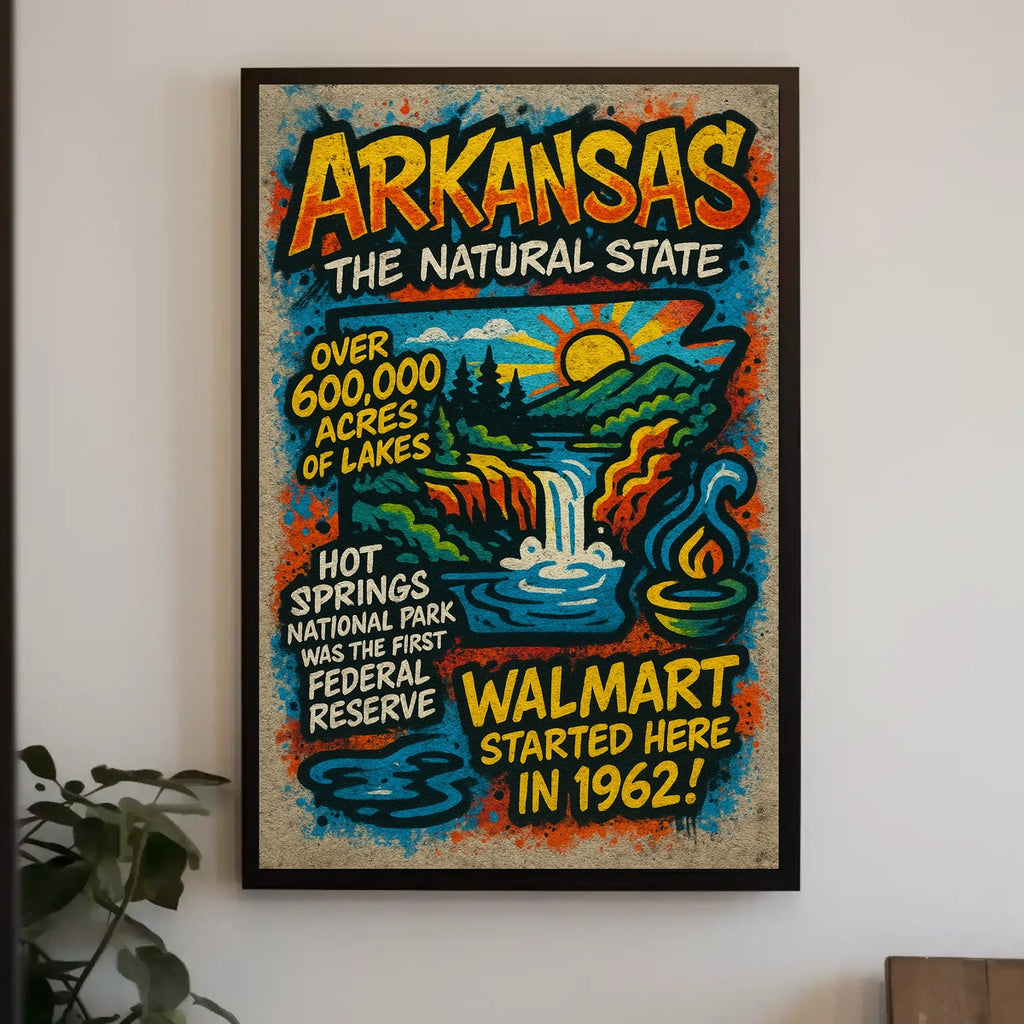 ARKANSAS
THE NATURAL STATE
OVER
600,000
ACRES
OF LAKES
HOT
SPRINGS
NATIONAL PARK
WAS THE FIRST
FEDERAL
RESERVE
WALMART
STARTED HERE
IN 1962!